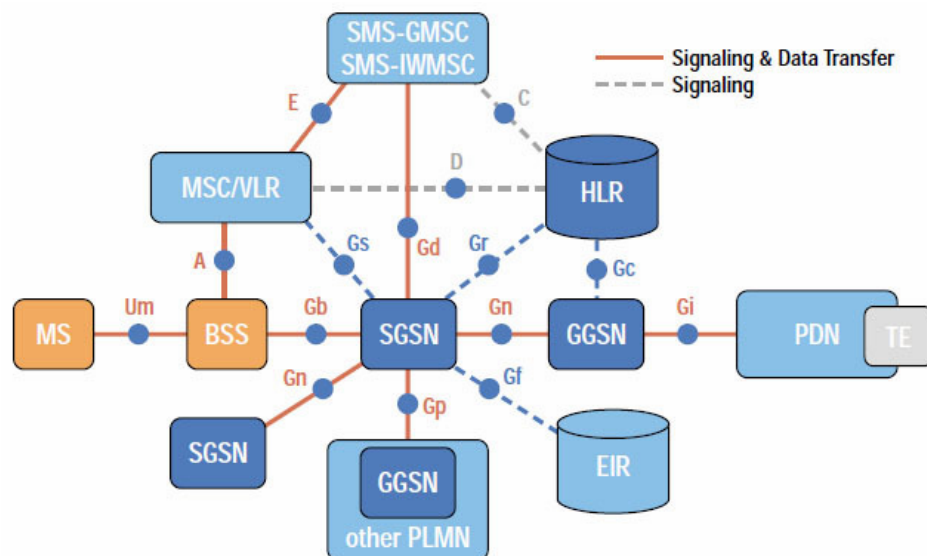 SMS-GMSC
SMS-IWMSC
Signaling & Data Transfer
Signaling
E
C
MSC/VLR
D
HLR
A
Gs
Gd
Gr
Gc
MS
Um
BSS
Gb
SGSN
Gn
GGSN
Gi
PDN
TE
Gn
Gp
Gf
SGSN
GGSN
other PLMN
EIR